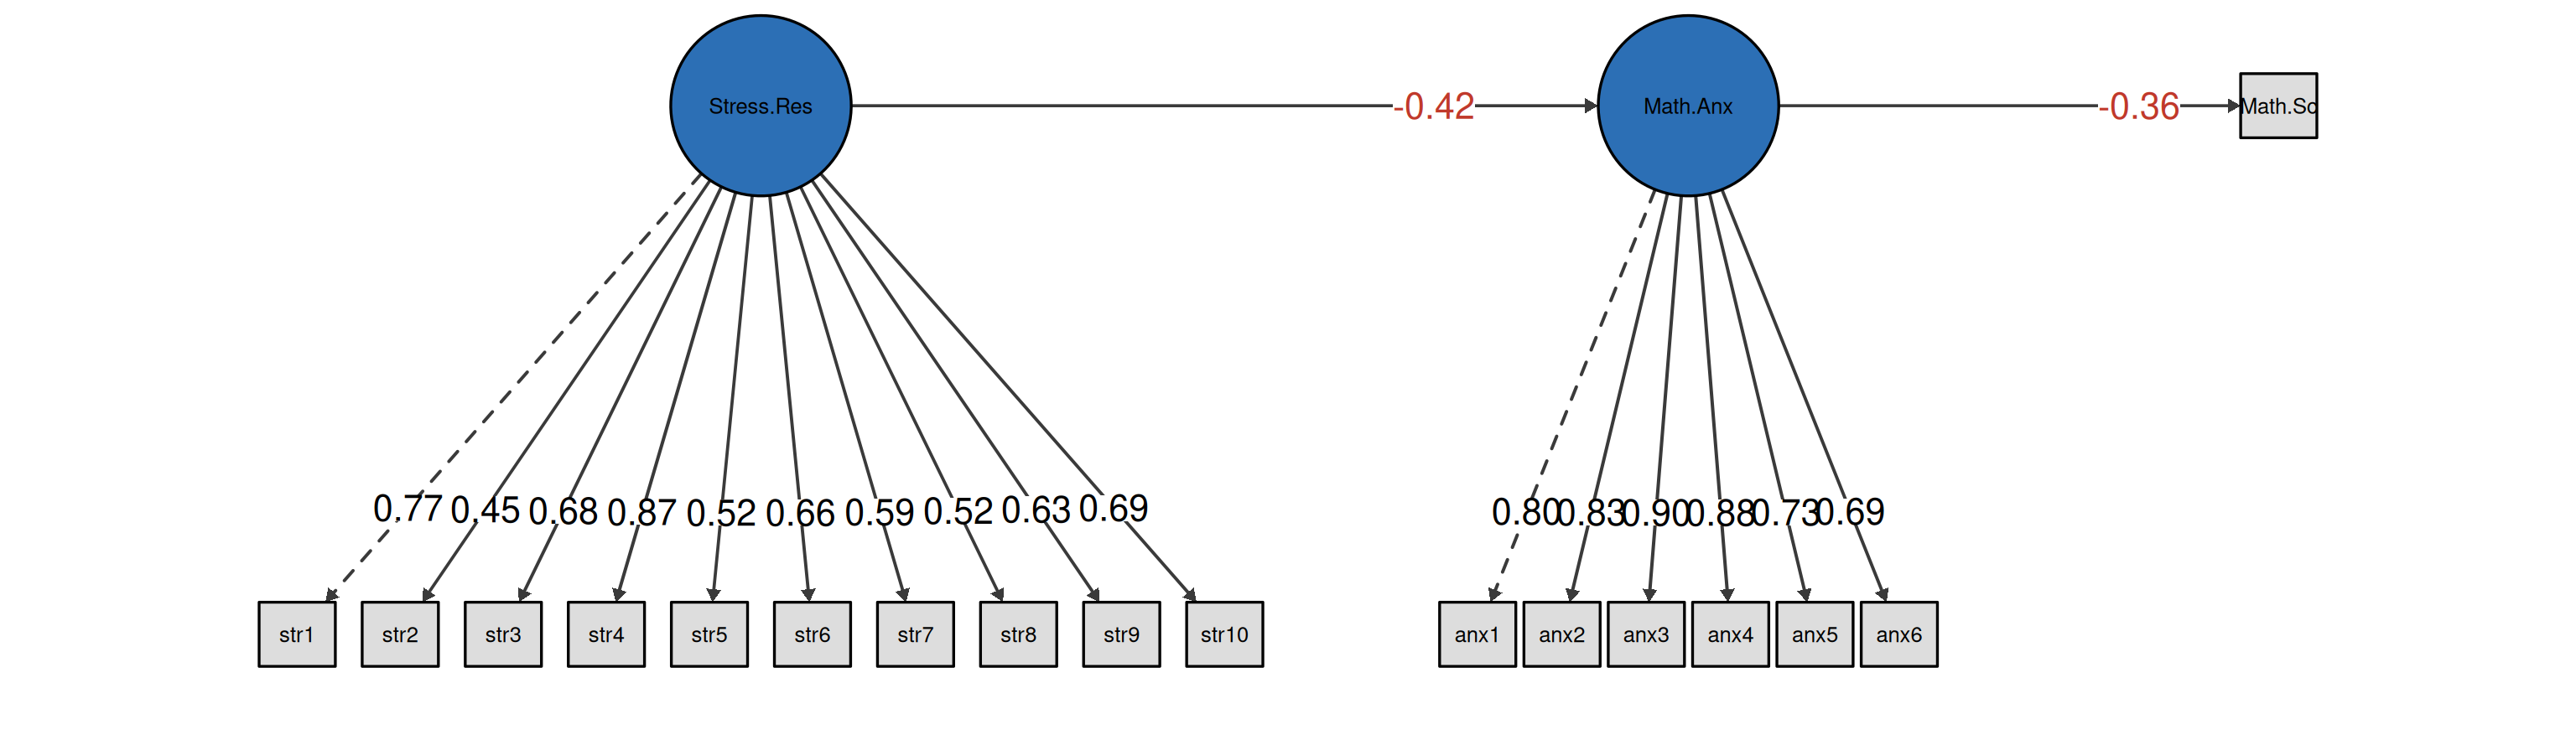 Stress.Res
-0.42
Math.Anx
-0.36
Math.Sc
0.77 0.45 0.68 0.87 0.52 0.66 0.59 0.52 0.63 0.69
0.80 0.83 0.90 0.88 0.73 0.69
str1 str2 str3 str4 str5 str6 str7 str8 str9 str10
anx1 anx2 anx3 anx4 anx5 anx6